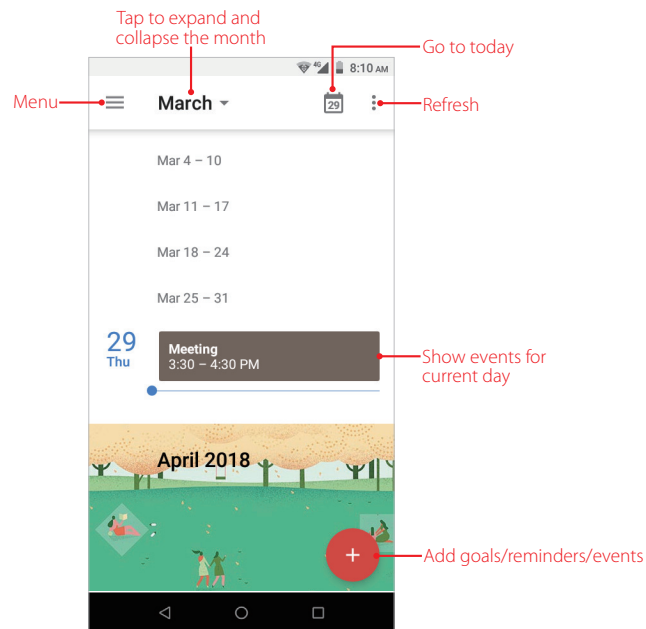 Tap to expand and
collapse the month
Go to today
4G 8:10 AM
Menu
March
29
Refresh
Mar 4 – 10
Mar 11 – 17
Mar 18 – 24
Mar 25 – 31
29
Thu
Meeting
3:30 – 4:30 PM
Show events for
current day
April 2018
+
Add goals/reminders/events